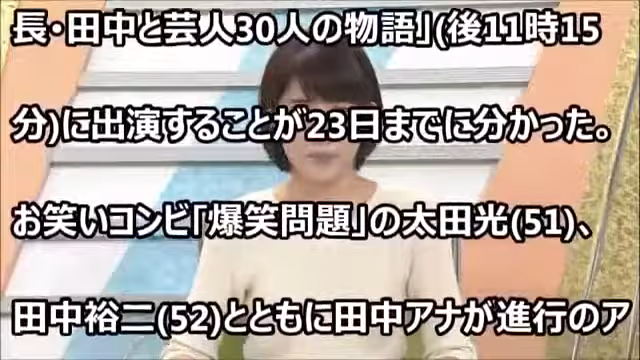 長・田中と芸人30人の物語」(後11時15
分)に出演することが23日までに分かった。
お笑いコンビ「爆笑問題」の太田光(51)、
田中裕二(52)とともに田中アナが進行のア